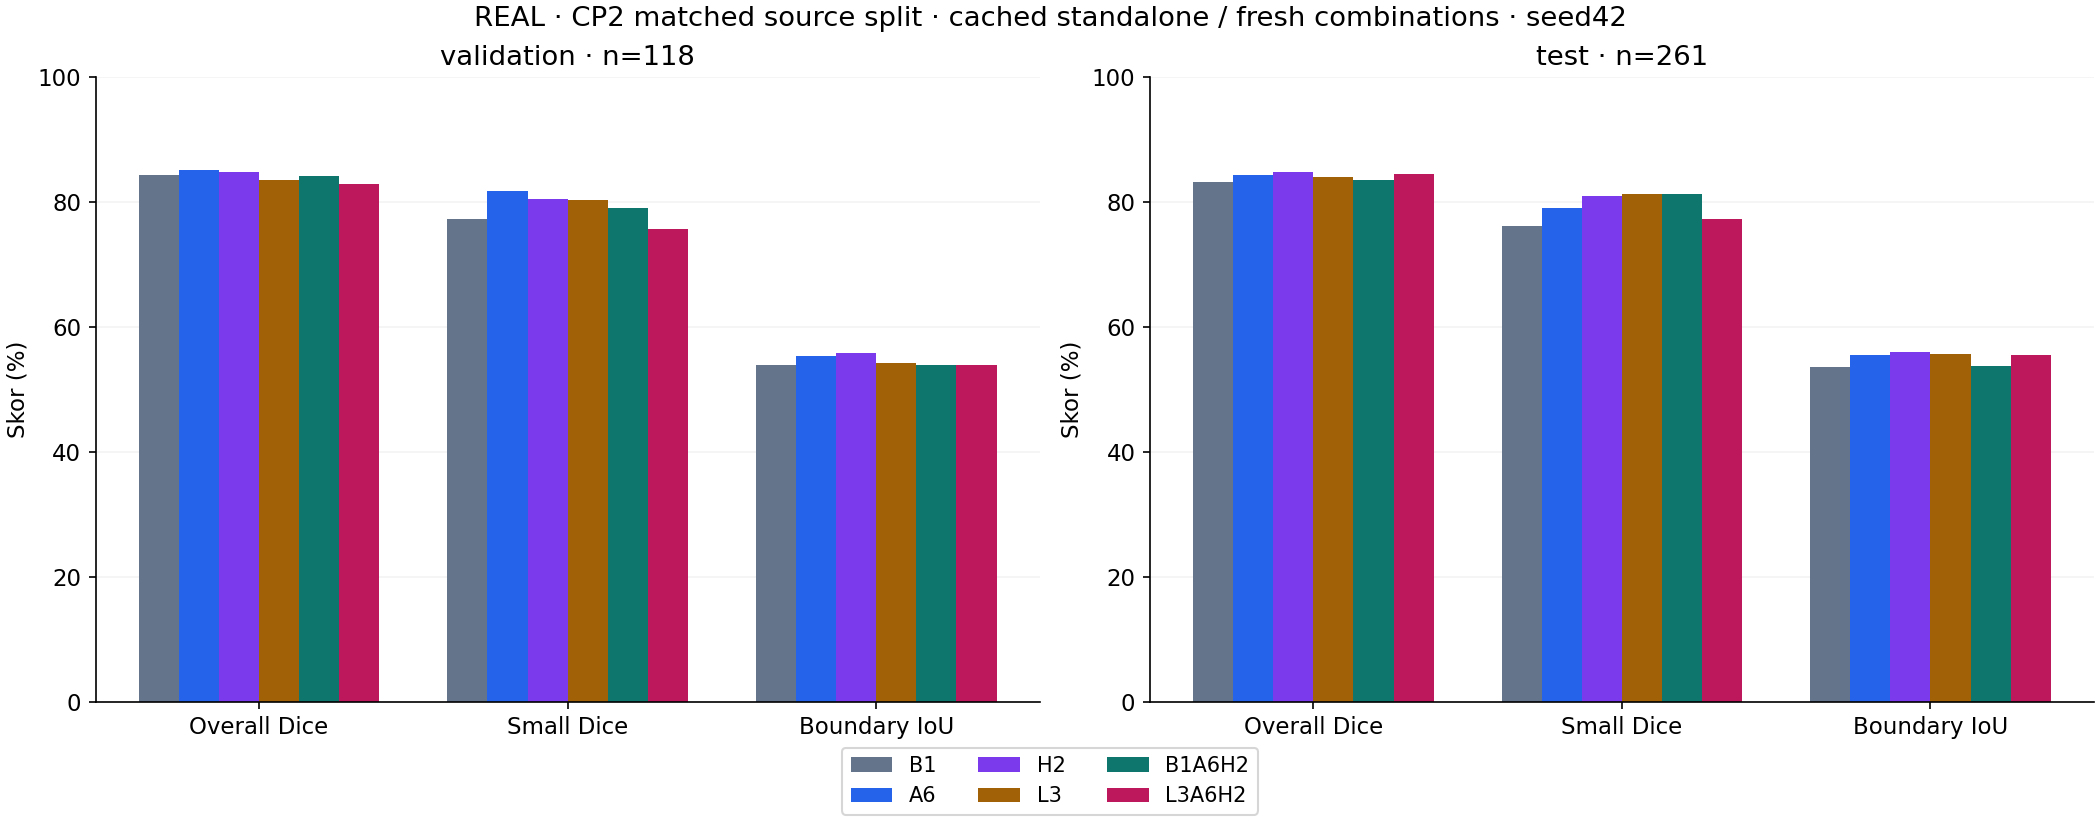 REAL · CP2 matched source split · cached standalone / fresh combinations · seed42
validation · n=118
Skor (%)
100
80
60
40
20
0
Overall Dice
Small Dice
Boundary IoU
test · n=261
Skor (%)
100
80
60
40
20
0
Overall Dice
Small Dice
Boundary IoU
B1
H2
B1A6H2
A6
L3
L3A6H2